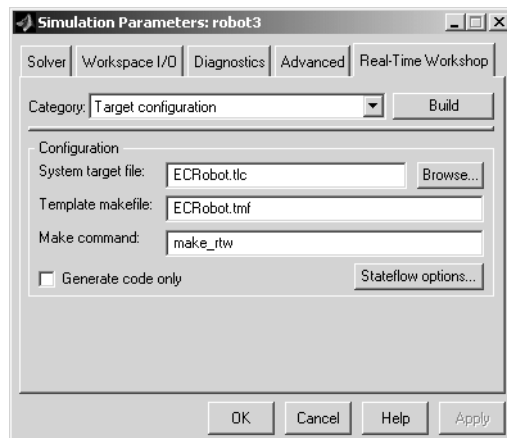 Simulation Parameters: robot3
Solver Workspace I/O Diagnostics Advanced Real-Time Workshop
Category: Target configuration Build
Configuration
System target file: ECRobot.tlc Browse...
Template makefile: ECRobot.tmf
Make command: make_rtw
Generate code only Stateflow options...
OK Cancel Help Apply